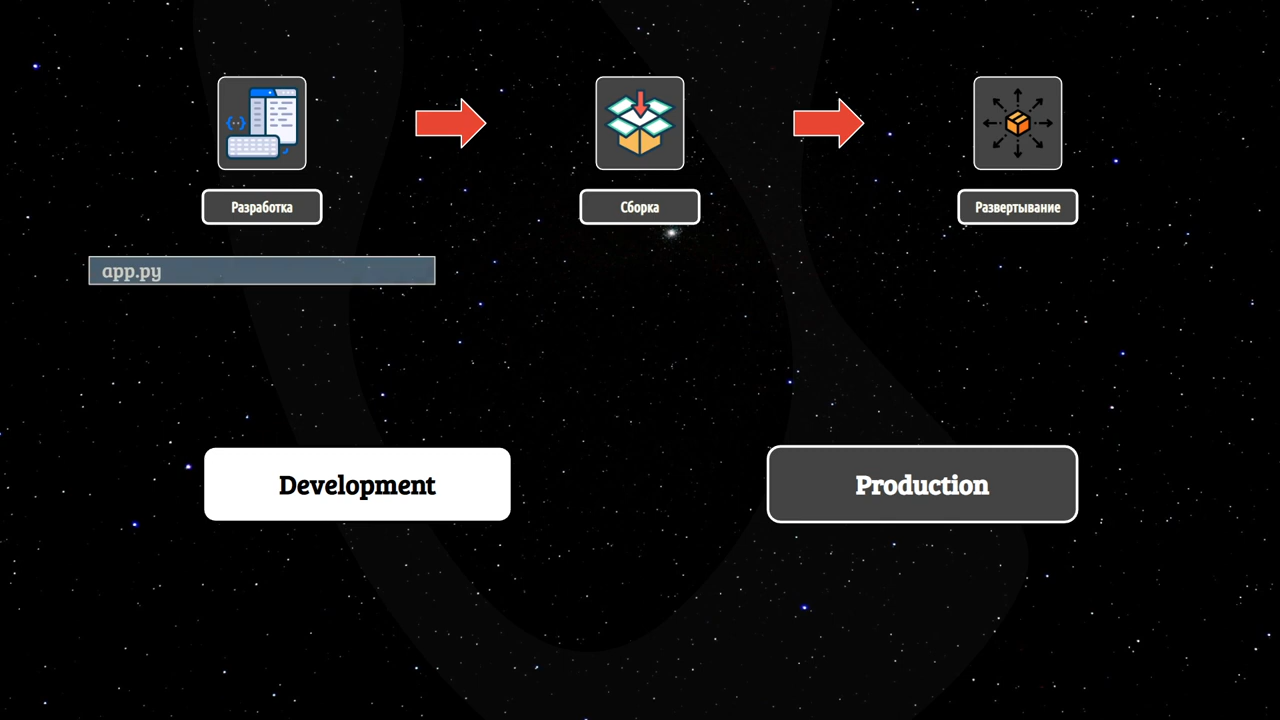 Разработка
Сборка
Развертывание
app.py
Development
Production